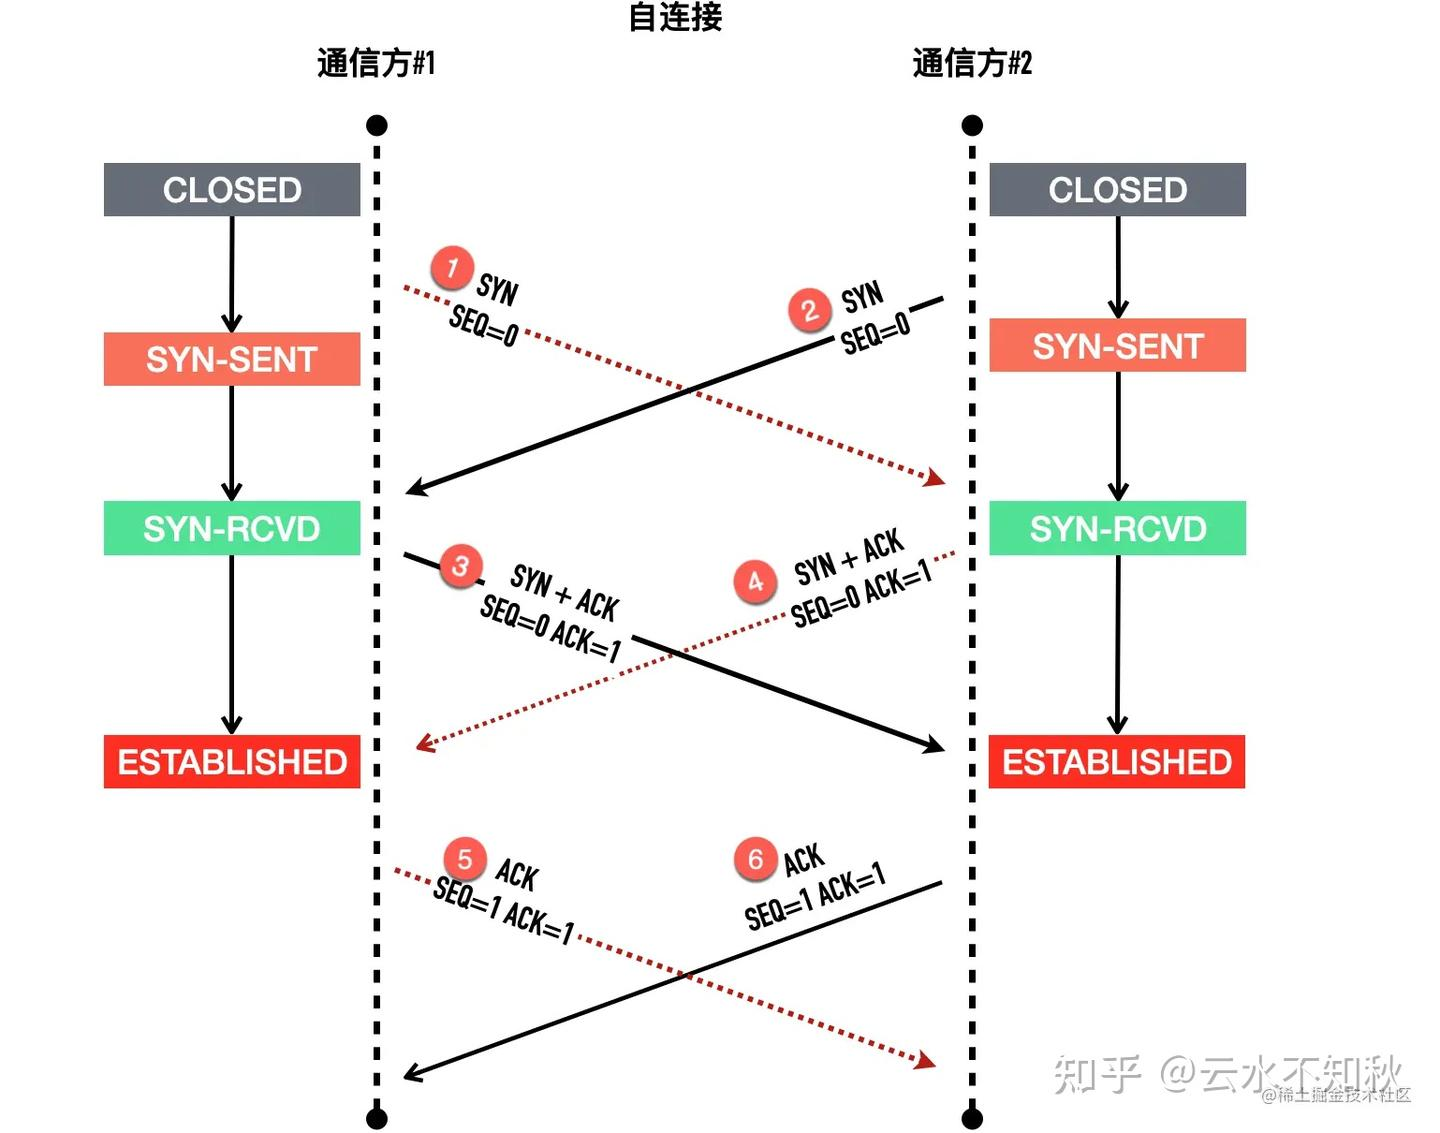 自连接
通信方#1
通信方#2
CLOSED
CLOSED
1
SYN
SEQ=0
2
SYN
SEQ=0
SYN-SENT
SYN-SENT
SYN-RCVD
SYN-RCVD
3
SYN + ACK
SEQ=0 ACK=1
4
SYN + ACK
SEQ=0 ACK=1
ESTABLISHED
ESTABLISHED
5
ACK
SEQ=1 ACK=1
6
ACK
SEQ=1 ACK=1
知乎 @云水不知秋
@稀土掘金技术社区